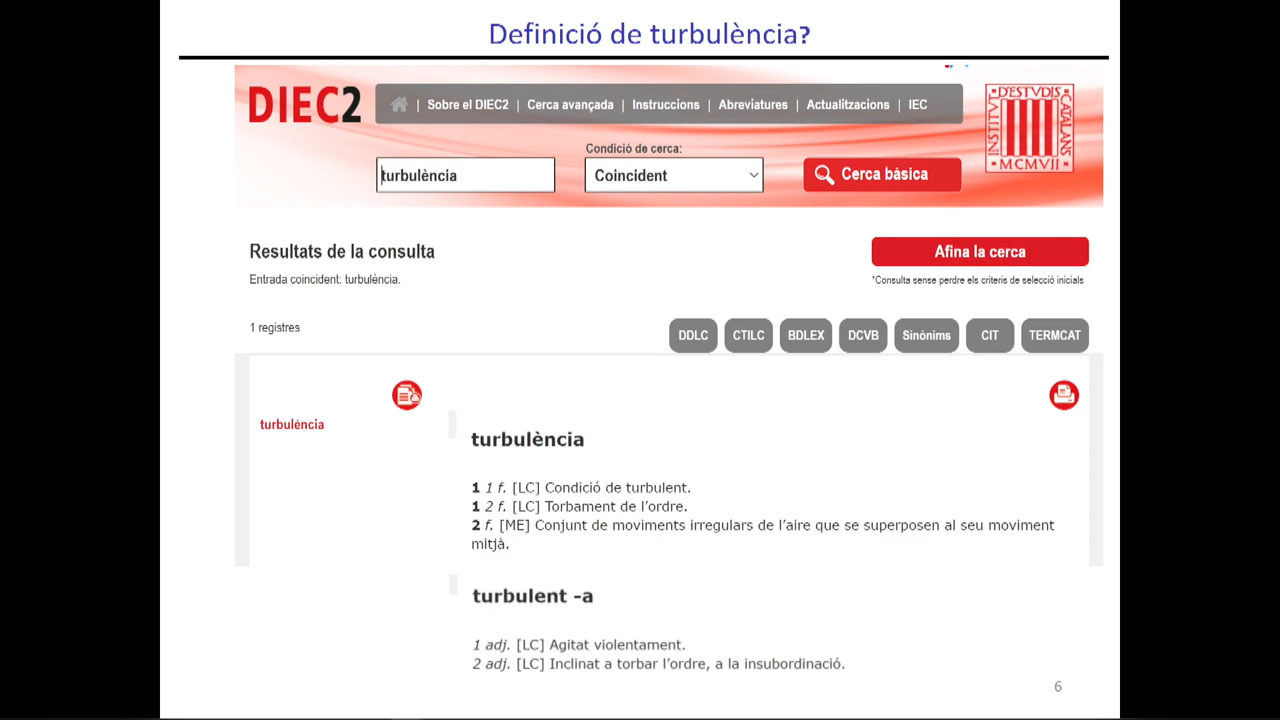 Definició de turbulència?
DIEC2
| Sobre el DIEC2 | Cerca avançada | Instruccions | Abreviatures | Actualitzacions | IEC
INSTITVT D'ESTVDIS CATALANS
MCMVII
Condició de cerca:
turbulència
Coincident
Cerca bàsica
Resultats de la consulta
Afina la cerca
Entrada coincident: turbulència.
*Consulta sense perdre els criteris de selecció inicials
1 registres
DDLC
CTILC
BDLEX
DCVB
Sinònims
CIT
TERMCAT
turbulència
turbulència
1 1 f. [LC] Condició de turbulent.
1 2 f. [LC] Torbament de l'ordre.
2 f. [ME] Conjunt de moviments irregulars de l'aire que se superposen al seu moviment
mitjà.
turbulent -a
1 adj. [LC] Agitat violentament.
2 adj. [LC] Inclinat a torbar l'ordre, a la insubordinació.
6